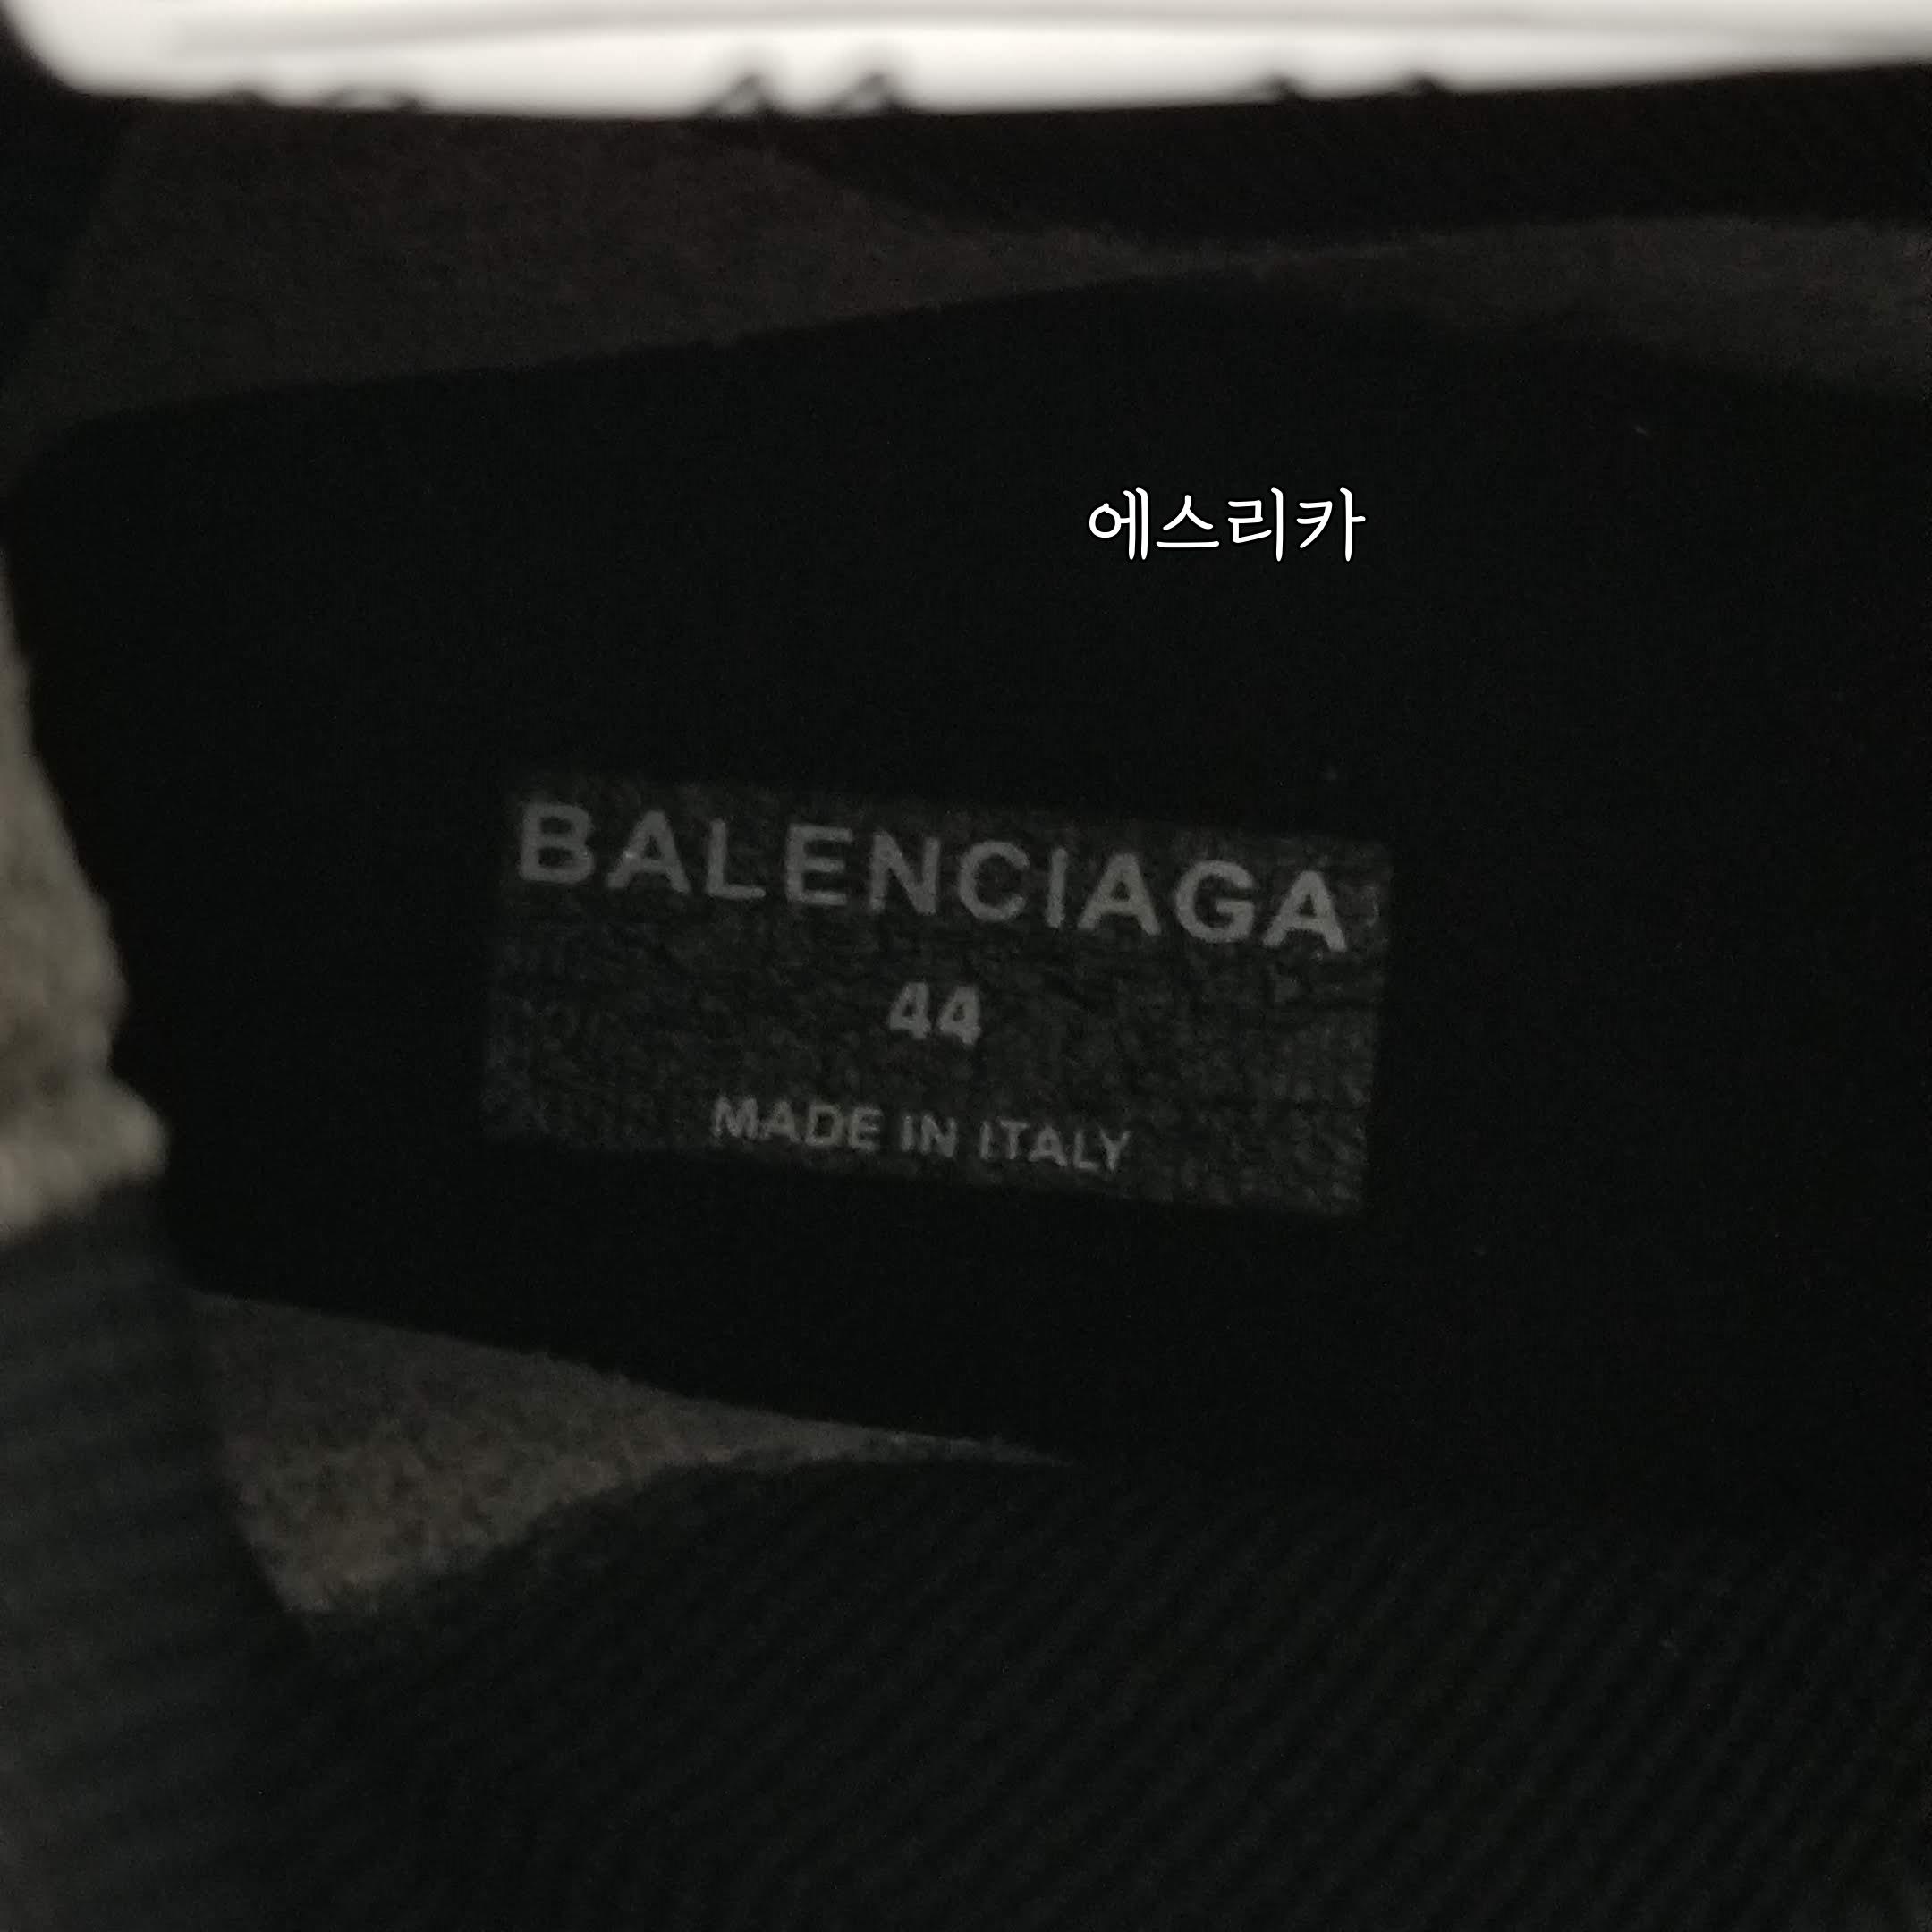 에스리카
BALENCIAGA
44
MADE IN ITALY